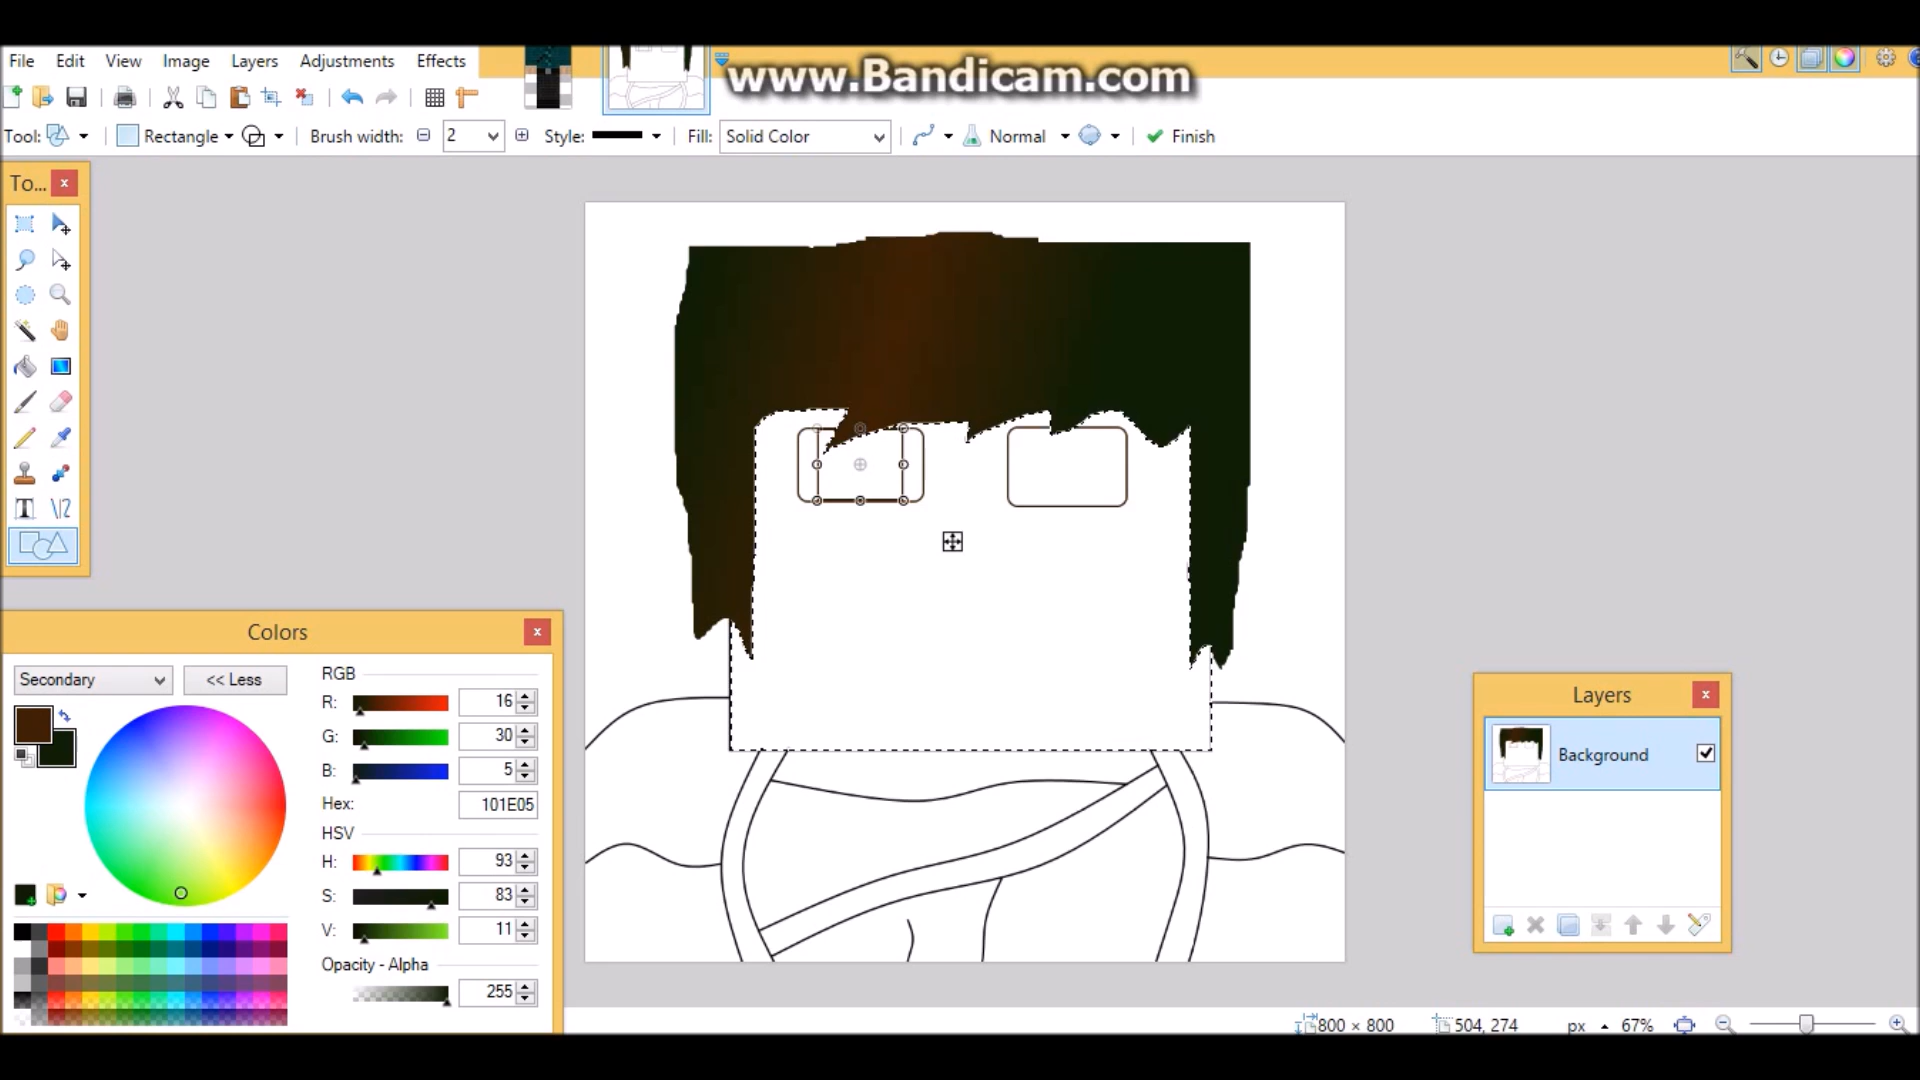 File Edit View Image Layers Adjustments Effects
www.Bandicam.com
Tool: Rectangle Brush width: 2 Style: Fill: Solid Color Normal Finish
To... x
T
Colors x
Secondary << Less
RGB
R: 16
G: 30
B: 5
Hex: 101E05
HSV
H: 93
S: 83
V: 11
Opacity - Alpha
255
Layers x
Background
800 × 800 504, 274 px 67%